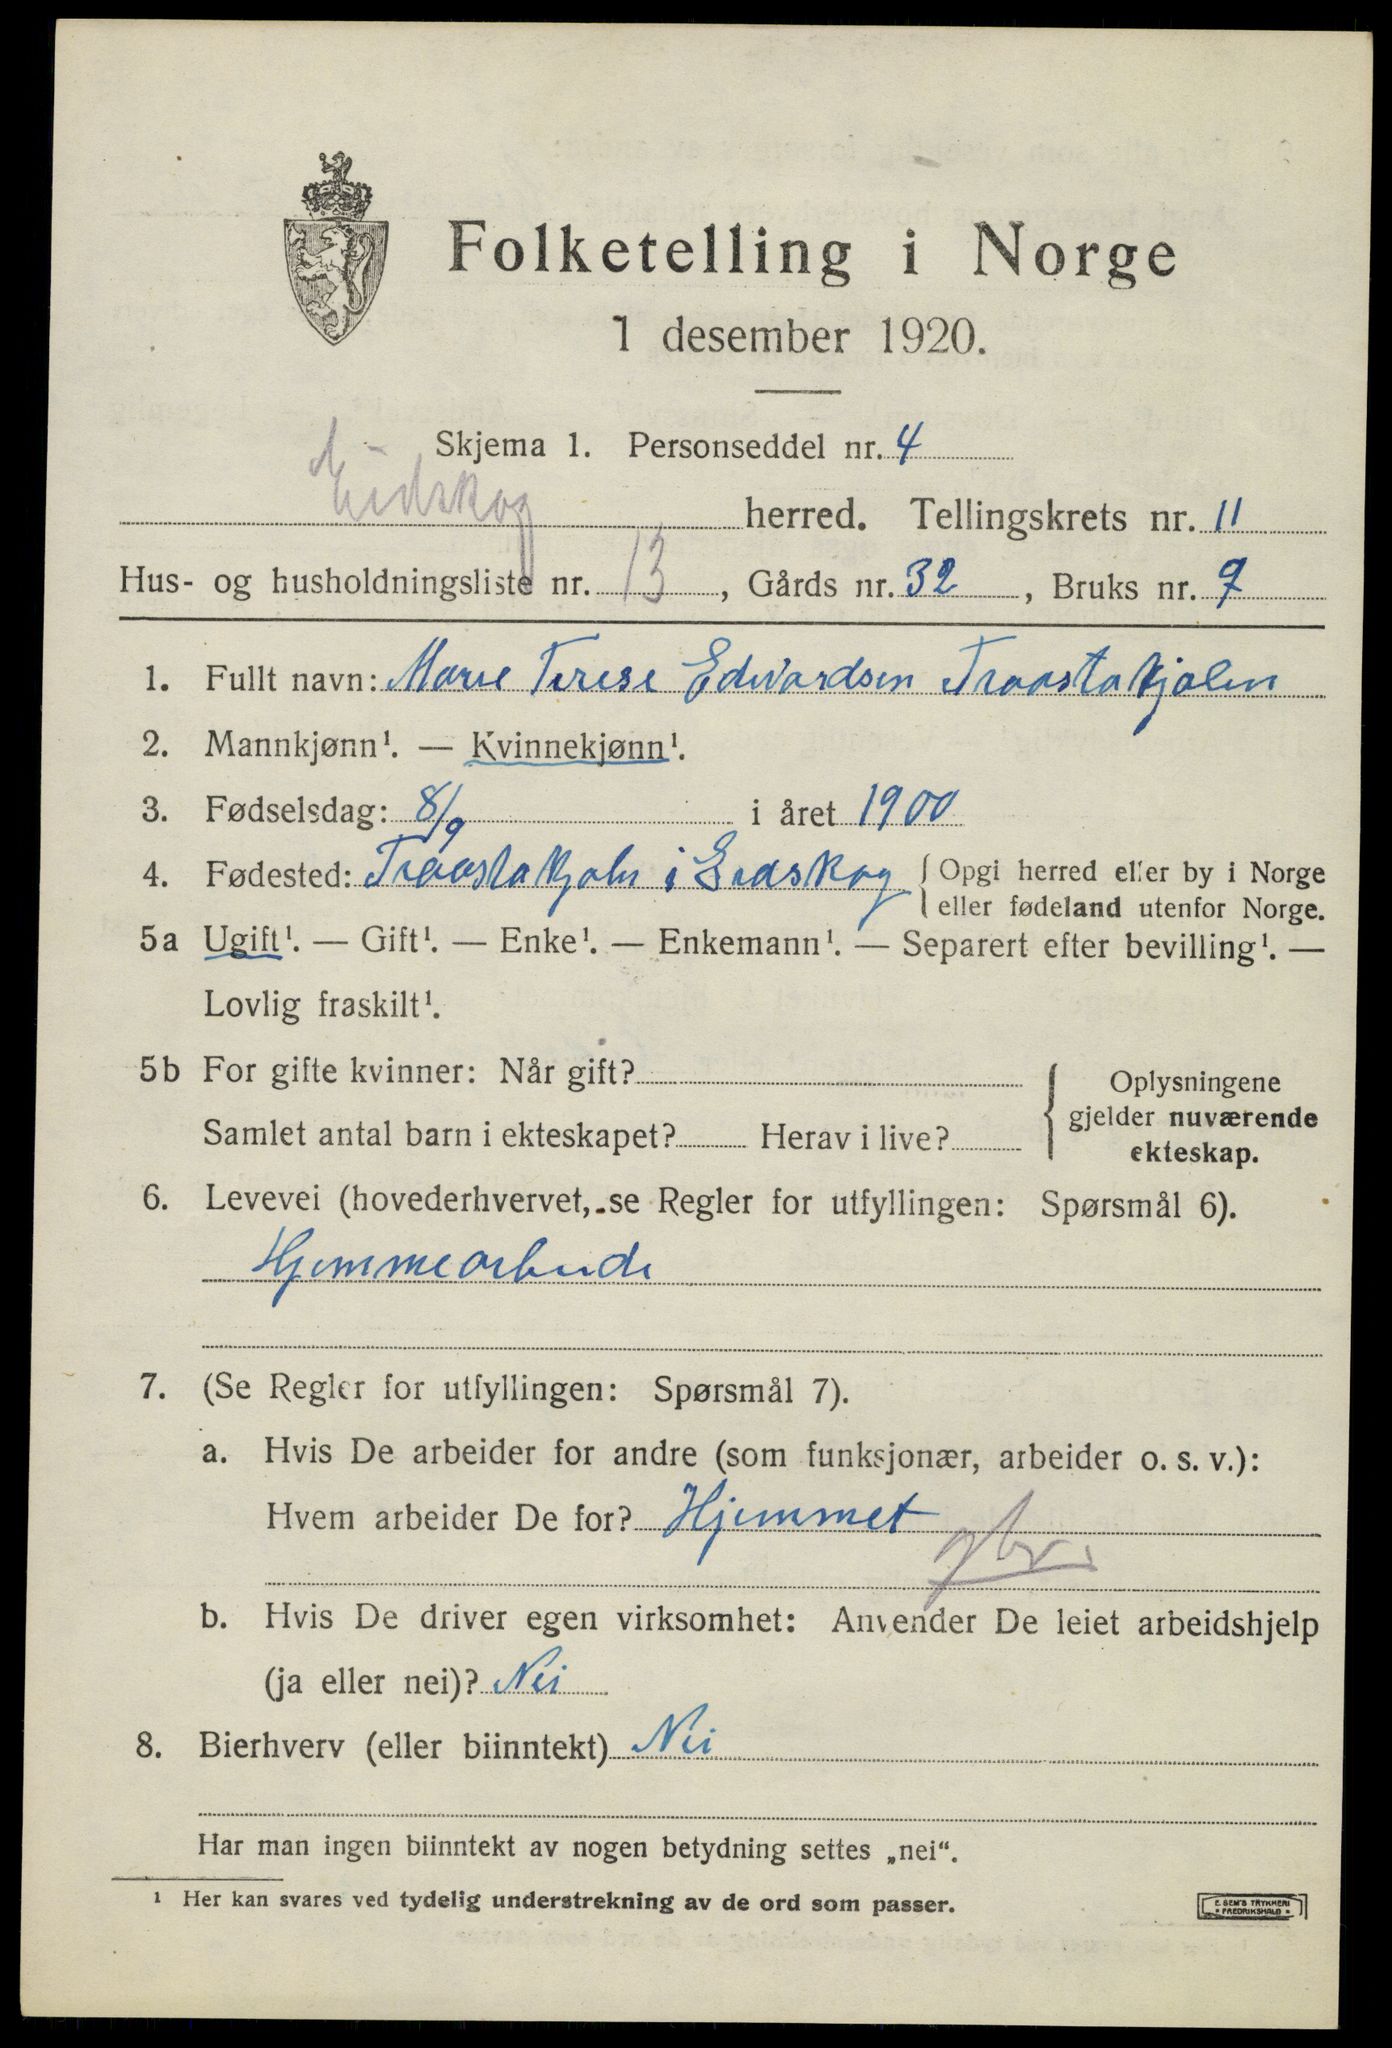 Folketelling i Norge
1 desember 1920.
Skjema 1. Personseddel nr. 4
Eidskog herred. Tellingskrets nr. 11
Hus- og husholdningsliste nr. 13, Gårds nr. 32, Bruks nr. 7
1. Fullt navn: Marie Terese Edvardsen Traastakjølen
2. Mannkjønn¹. — Kvinnekjønn¹.
3. Fødselsdag: 8/9 i året 1900
4. Fødested: Traastakjølen i Eidskog { Opgi herred eller by i Norge
eller fødeland utenfor Norge.
5a Ugift¹. — Gift¹. — Enke¹. — Enkemann¹. — Separert efter bevilling¹. —
Lovlig fraskilt¹.
5b For gifte kvinner: Når gift?
Samlet antal barn i ekteskapet? Herav i live?
{ Oplysningene
gjelder nuværende
ekteskap.
6. Levevei (hovederhvervet, se Regler for utfyllingen: Spørsmål 6).
Hjemmearbeide
7. (Se Regler for utfyllingen: Spørsmål 7).
a. Hvis De arbeider for andre (som funksjonær, arbeider o. s. v.):
Hvem arbeider De for? Hjemmet
gbr.
b. Hvis De driver egen virksomhet: Anvender De leiet arbeidshjelp
(ja eller nei)? Nei
8. Bierhverv (eller biinntekt) Nei
Har man ingen biinntekt av nogen betydning settes „nei“.
¹ Her kan svares ved tydelig understrekning av de ord som passer.
E. SEM'S TRYKKERI
FREDRIKSHALD